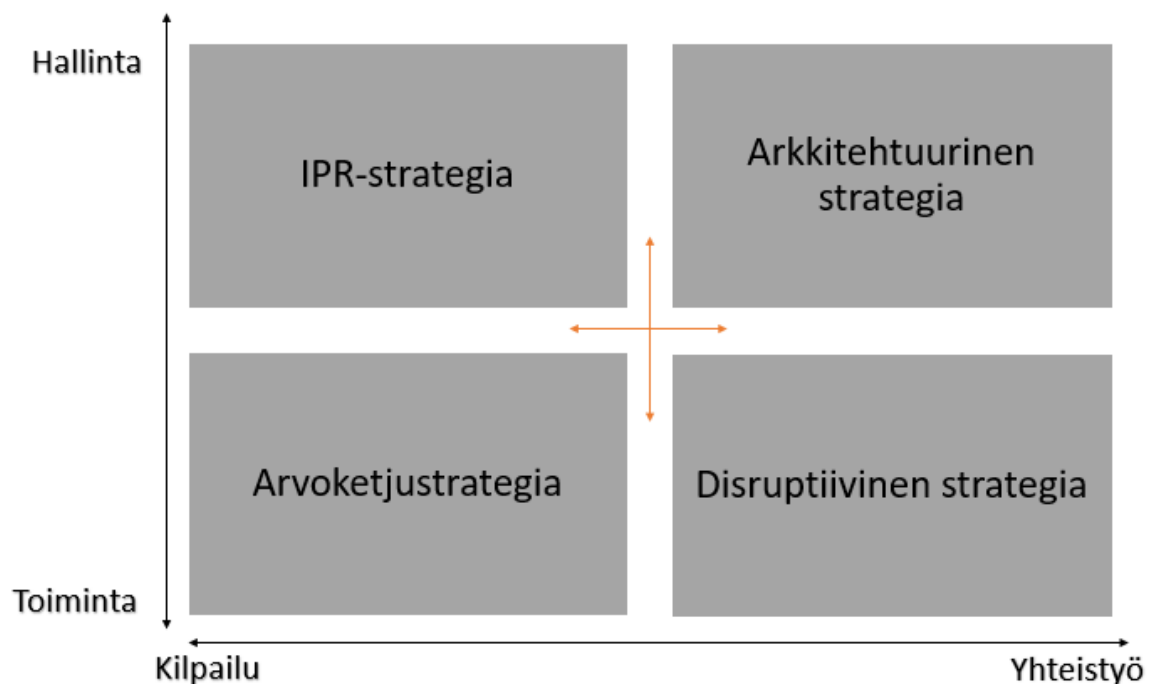 Hallinta
IPR-strategia
Arkkitehtuurinen
strategia
Arvoketjustrategia
Disruptiivinen strategia
Toiminta
Kilpailu
Yhteistyö